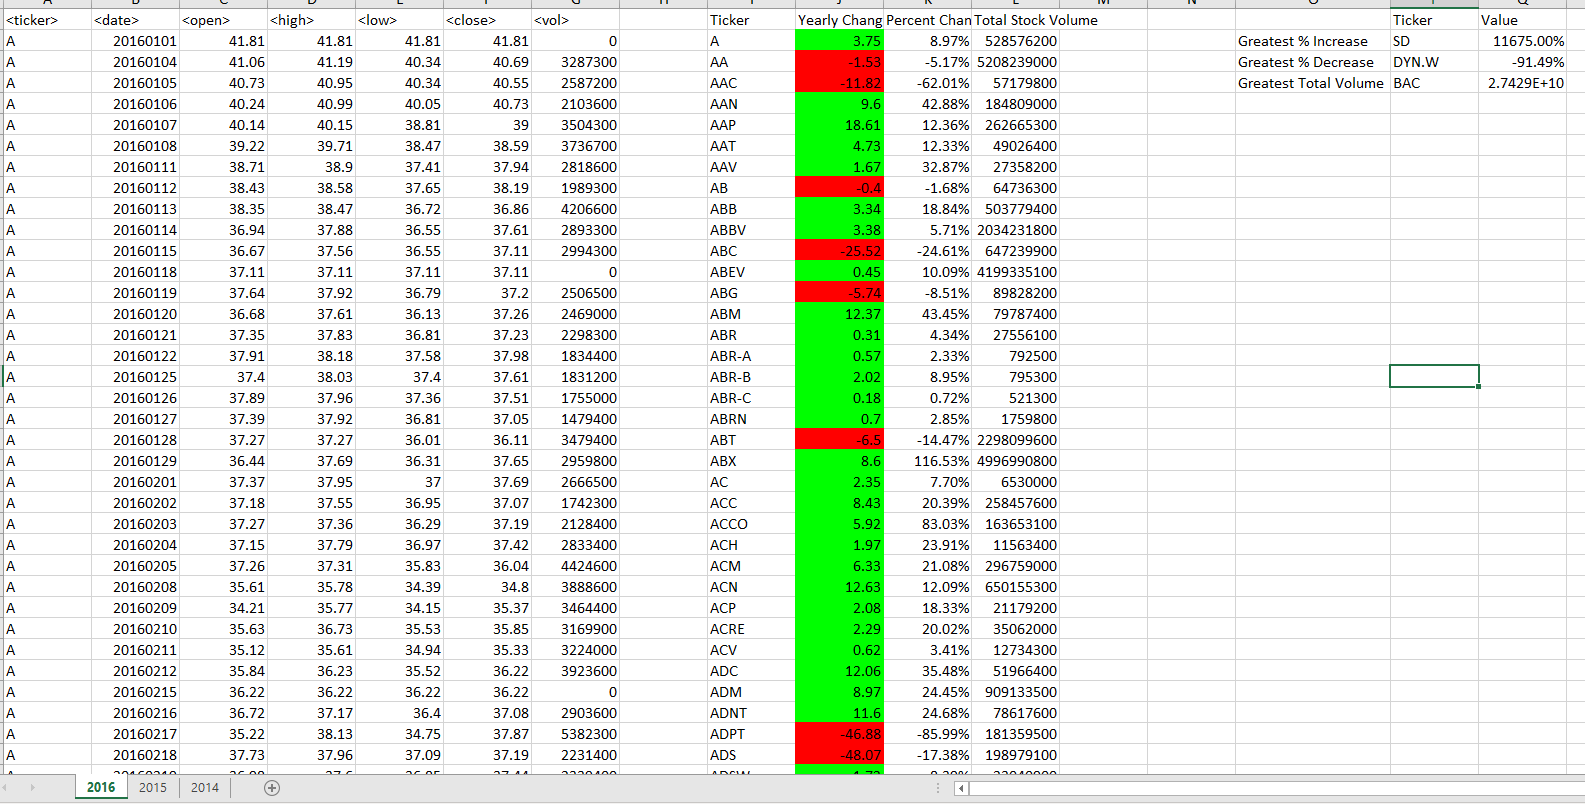 <ticker> <date> <open> <high> <low> <close> <vol> Ticker Yearly Chang Percent Chan Total Stock Volume Ticker Value
A 20160101 41.81 41.81 41.81 41.81 0 A 3.75 8.97% 528576200 Greatest % Increase SD 11675.00%
A 20160104 41.06 41.19 40.34 40.69 3287300 AA -1.53 -5.17% 5208239000 Greatest % Decrease DYN.W -91.49%
A 20160105 40.73 40.95 40.34 40.55 2587200 AAC -11.82 -62.01% 57179800 Greatest Total Volume BAC 2.7429E+10
A 20160106 40.24 40.99 40.05 40.73 2103600 AAN 9.6 42.88% 184809000
A 20160107 40.14 40.15 38.81 39 3504300 AAP 18.61 12.36% 262665300
A 20160108 39.22 39.71 38.47 38.59 3736700 AAT 4.73 12.33% 49026400
A 20160111 38.71 38.9 37.41 37.94 2818600 AAV 1.67 32.87% 27358200
A 20160112 38.43 38.58 37.65 38.19 1989300 AB -0.4 -1.68% 64736300
A 20160113 38.35 38.47 36.72 36.86 4206600 ABB 3.34 18.84% 503779400
A 20160114 36.94 37.88 36.55 37.61 2893300 ABBV 3.38 5.71% 2034231800
A 20160115 36.67 37.56 36.55 37.11 2994300 ABC -25.52 -24.61% 647239900
A 20160118 37.11 37.11 37.11 37.11 0 ABEV 0.45 10.09% 4199335100
A 20160119 37.64 37.92 36.79 37.2 2506500 ABG -5.74 -8.51% 89828200
A 20160120 36.68 37.61 36.13 37.26 2469000 ABM 12.37 43.45% 79787400
A 20160121 37.35 37.83 36.81 37.23 2298300 ABR 0.31 4.34% 27556100
A 20160122 37.91 38.18 37.58 37.98 1834400 ABR-A 0.57 2.33% 792500
A 20160125 37.4 38.03 37.4 37.61 1831200 ABR-B 2.02 8.95% 795300
A 20160126 37.89 37.96 37.36 37.51 1755000 ABR-C 0.18 0.72% 521300
A 20160127 37.39 37.92 36.81 37.05 1479400 ABRN 0.7 2.85% 1759800
A 20160128 37.27 37.27 36.01 36.11 3479400 ABT -6.5 -14.47% 2298099600
A 20160129 36.44 37.69 36.31 37.65 2959800 ABX 8.6 116.53% 4996990800
A 20160201 37.37 37.95 37 37.69 2666500 AC 2.35 7.70% 6530000
A 20160202 37.18 37.55 36.95 37.07 1742300 ACC 8.43 20.39% 258457600
A 20160203 37.27 37.36 36.29 37.19 2128400 ACCO 5.92 83.03% 163653100
A 20160204 37.15 37.79 36.97 37.42 2833400 ACH 1.97 23.91% 11563400
A 20160205 37.26 37.31 35.83 36.04 4424600 ACM 6.33 21.08% 296759000
A 20160208 35.61 35.78 34.39 34.8 3888600 ACN 12.63 12.09% 650155300
A 20160209 34.21 35.77 34.15 35.37 3464400 ACP 2.08 18.33% 21179200
A 20160210 35.63 36.73 35.53 35.85 3169900 ACRE 2.29 20.02% 35062000
A 20160211 35.12 35.61 34.94 35.33 3224000 ACV 0.62 3.41% 12734300
A 20160212 35.84 36.23 35.52 36.22 3923600 ADC 12.06 35.48% 51966400
A 20160215 36.22 36.22 36.22 36.22 0 ADM 8.97 24.45% 909133500
A 20160216 36.72 37.17 36.4 37.08 2903600 ADNT 11.6 24.68% 78617600
A 20160217 35.22 38.13 34.75 37.87 5382300 ADPT -46.88 -85.99% 181359500
A 20160218 37.73 37.96 37.09 37.19 2231400 ADS -48.07 -17.38% 198979100
2016 2015 2014